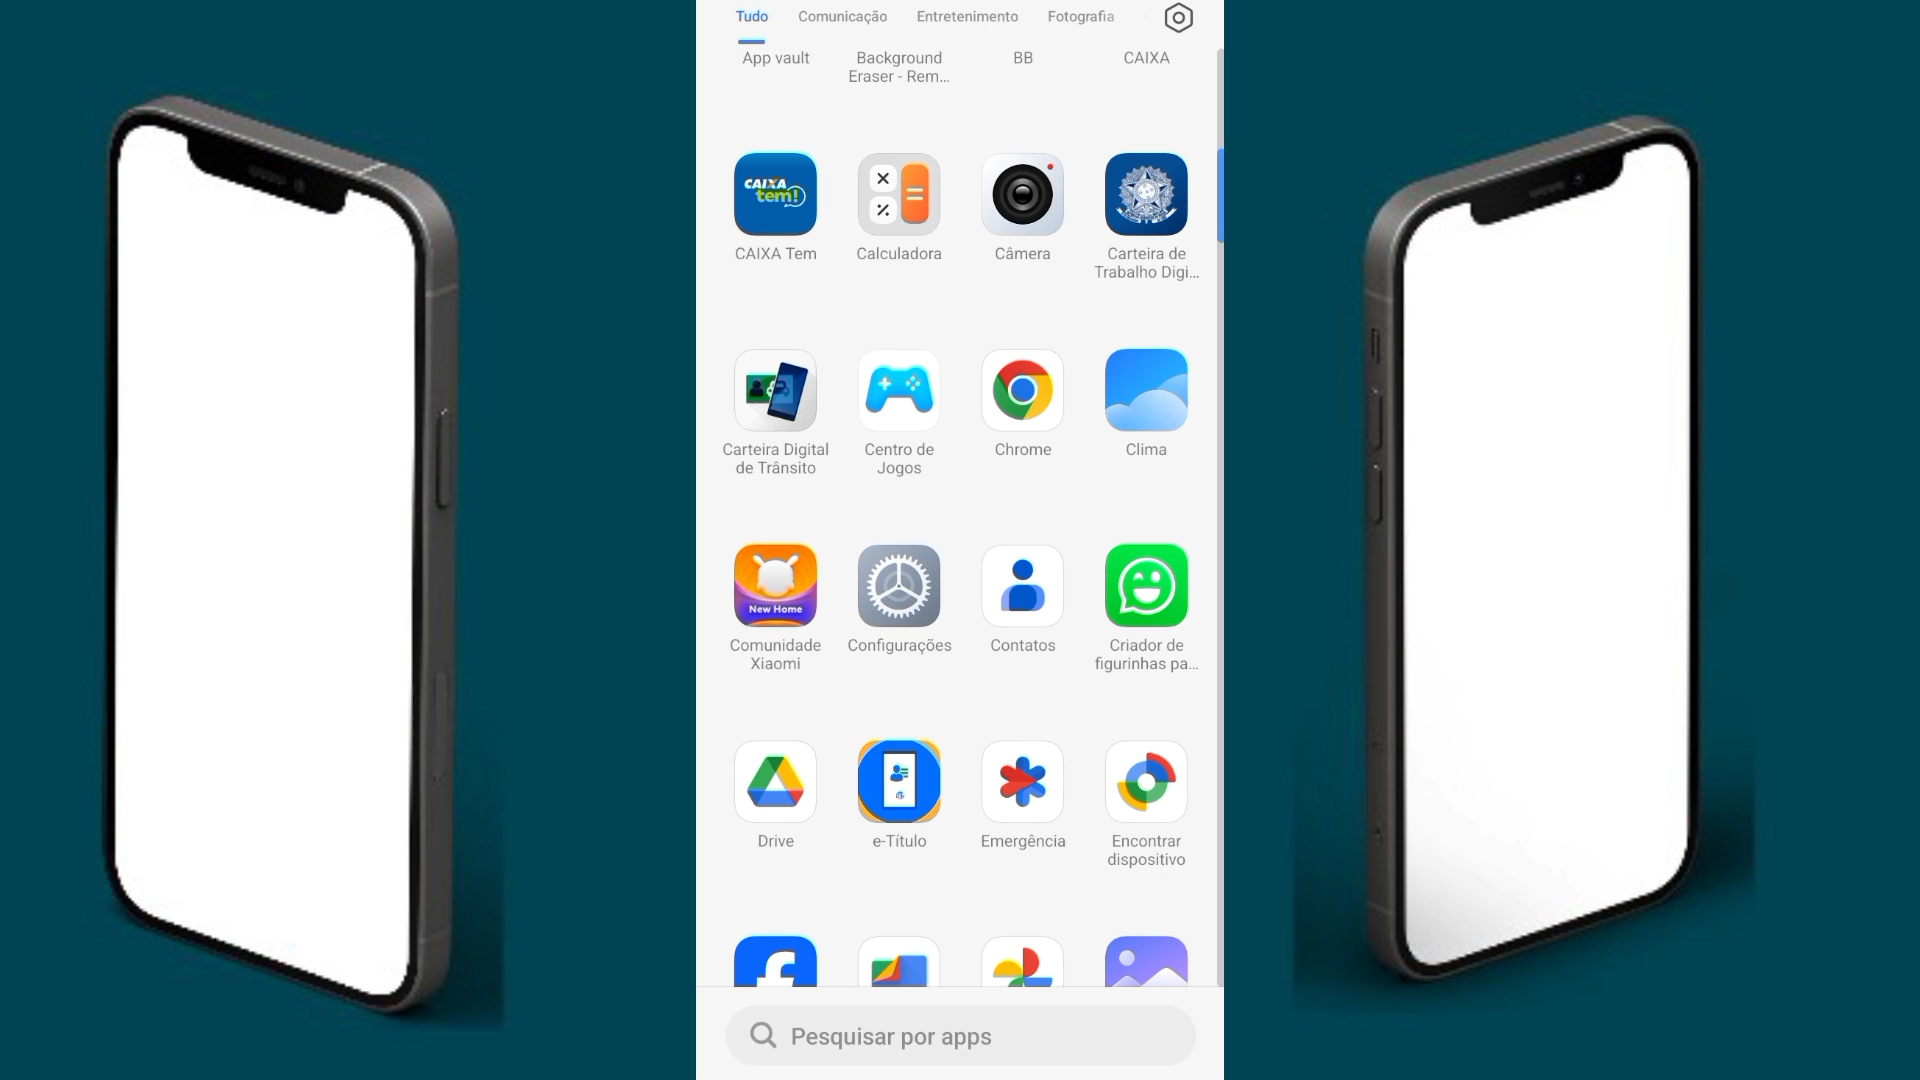 Tudo Comunicação Entretenimento Fotografia
App vault
Background
Eraser - Rem...
BB
CAIXA
CAIXA
tem!
CAIXA Tem
Calculadora
Câmera
Carteira de
Trabalho Digi...
Carteira Digital
de Trânsito
Centro de
Jogos
Chrome
Clima
New Home
Comunidade
Xiaomi
Configurações
Contatos
Criador de
figurinhas pa...
Drive
e-Título
Emergência
Encontrar
dispositivo
Pesquisar por apps